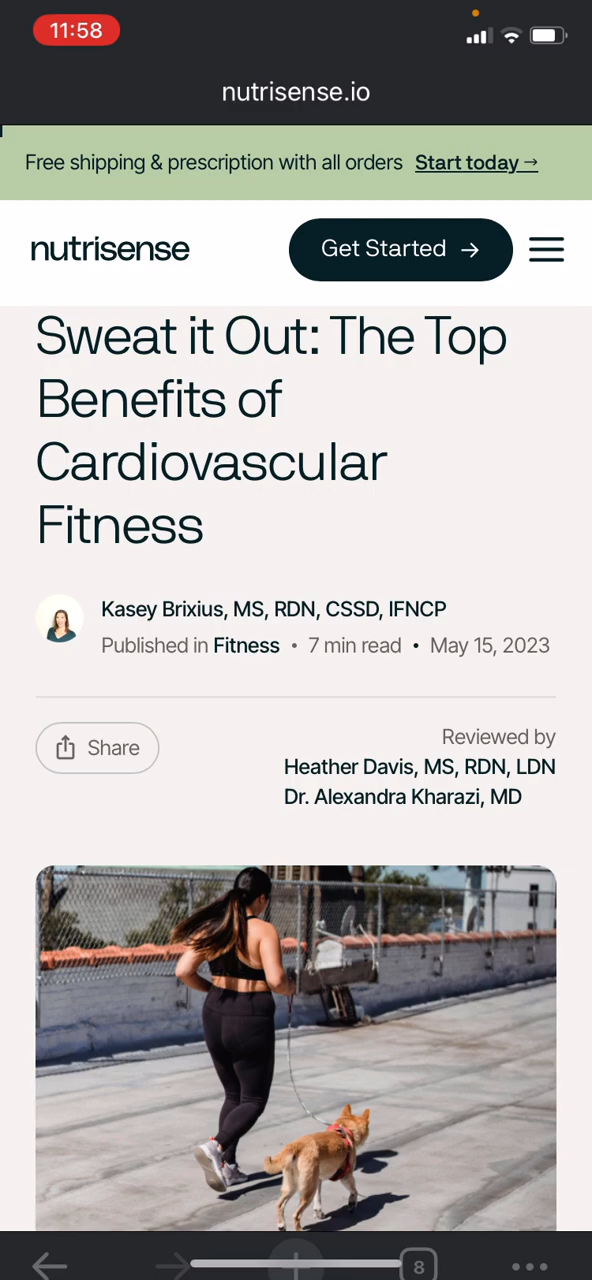 11:58
nutrisense.io
Free shipping & prescription with all orders Start today →
nutrisense
Get Started →
Sweat it Out: The Top
Benefits of
Cardiovascular
Fitness
Kasey Brixius, MS, RDN, CSSD, IFNCP
Published in Fitness • 7 min read • May 15, 2023
Share
Reviewed by
Heather Davis, MS, RDN, LDN
Dr. Alexandra Kharazi, MD
8